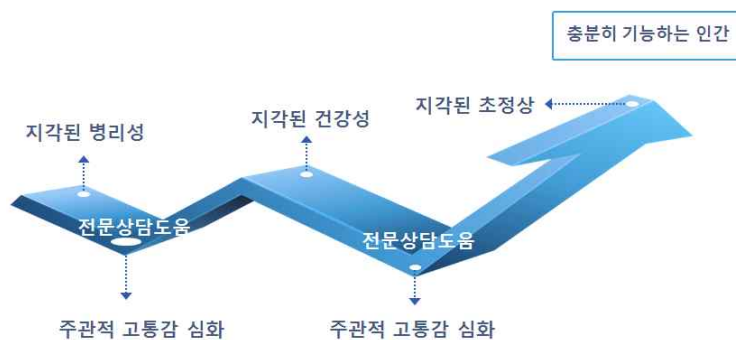 충분히 기능하는 인간
지각된 초정상
지각된 건강성
지각된 병리성
전문상담도움
전문상담도움
주관적 고통감 심화
주관적 고통감 심화